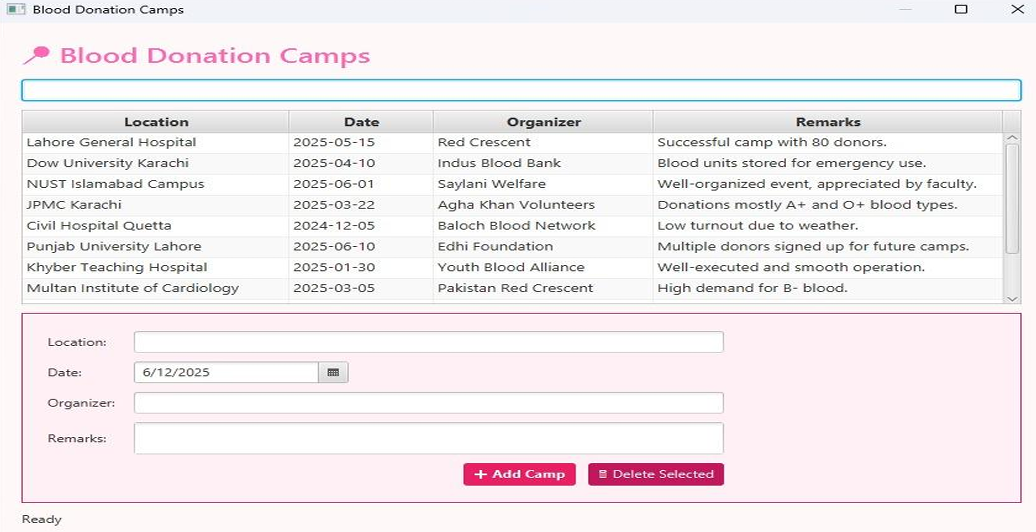 Blood Donation Camps
Blood Donation Camps
Location Date Organizer Remarks
Lahore General Hospital 2025-05-15 Red Crescent Successful camp with 80 donors.
Dow University Karachi 2025-04-10 Indus Blood Bank Blood units stored for emergency use.
NUST Islamabad Campus 2025-06-01 Saylani Welfare Well-organized event, appreciated by faculty.
JPMC Karachi 2025-03-22 Agha Khan Volunteers Donations mostly A+ and O+ blood types.
Civil Hospital Quetta 2024-12-05 Baloch Blood Network Low turnout due to weather.
Punjab University Lahore 2025-06-10 Edhi Foundation Multiple donors signed up for future camps.
Khyber Teaching Hospital 2025-01-30 Youth Blood Alliance Well-executed and smooth operation.
Multan Institute of Cardiology 2025-03-05 Pakistan Red Crescent High demand for B- blood.
Location:
Date: 6/12/2025
Organizer:
Remarks:
+ Add Camp Delete Selected
Ready